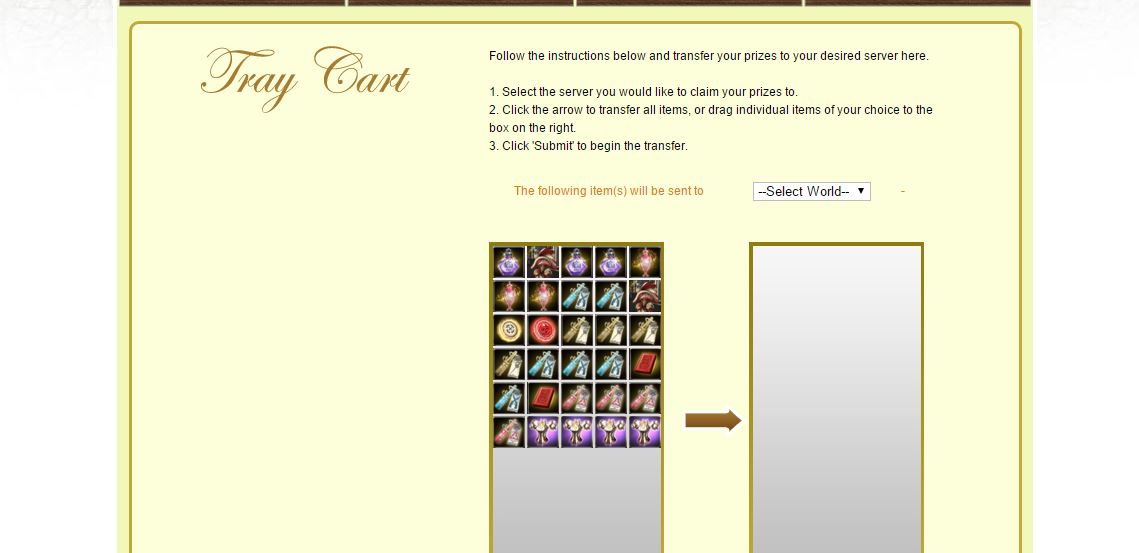 Tray Cart
Follow the instructions below and transfer your prizes to your desired server here.
1. Select the server you would like to claim your prizes to.
2. Click the arrow to transfer all items, or drag individual items of your choice to the
box on the right.
3. Click 'Submit' to begin the transfer.
The following item(s) will be sent to --Select World-- -